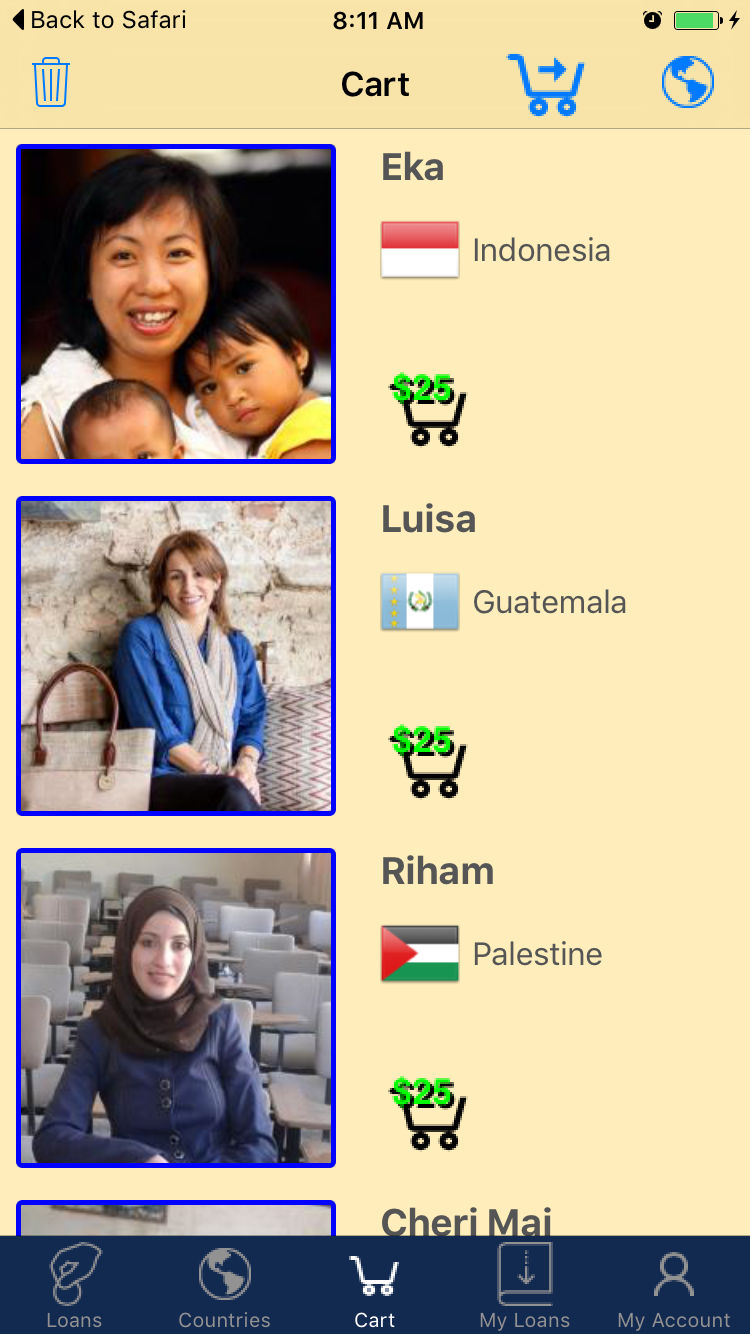 Back to Safari 8:11 AM
Cart
Eka
Indonesia
$25
Luisa
Guatemala
$25
Riham
Palestine
$25
Cheri Mai
Loans Countries Cart My Loans My Account